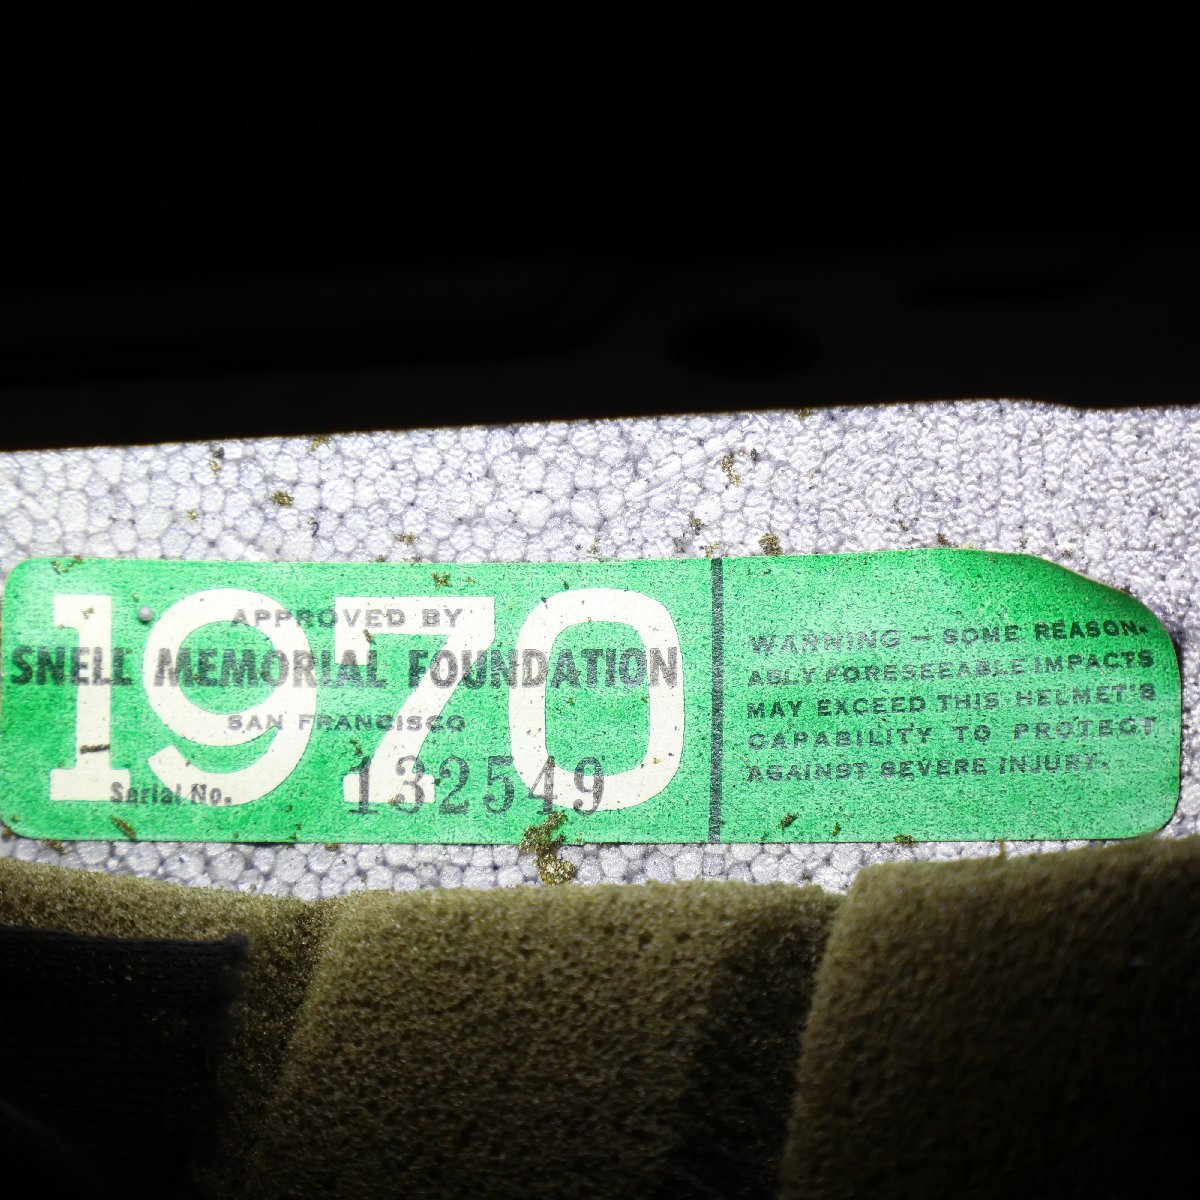 1970
APPROVED BY
SNELL MEMORIAL FOUNDATION
SAN FRANCISCO
Serial No. 132549
WARNING — SOME REASON-
ABLY FORESEEABLE IMPACTS
MAY EXCEED THIS HELMET'S
CAPABILITY TO PROTECT
AGAINST SEVERE INJURY.